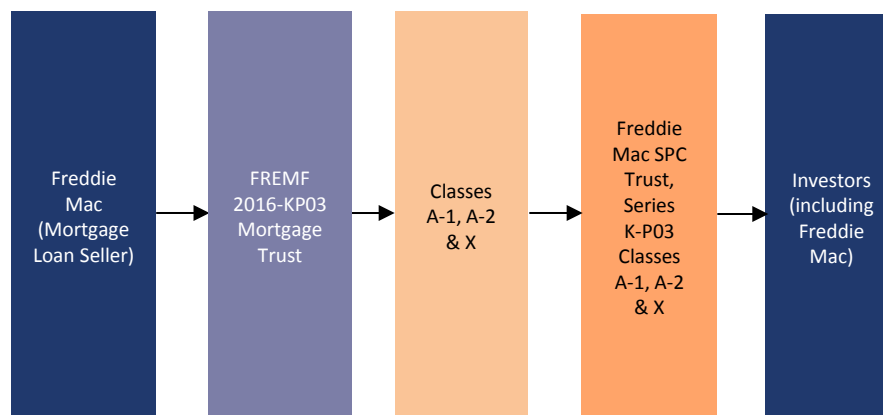 Freddie
Mac
(Mortgage
Loan Seller)
FREMF
2016-KP03
Mortgage
Trust
Classes
A-1, A-2
& X
Freddie
Mac SPC
Trust,
Series
K-P03
Classes
A-1, A-2
& X
Investors
(including
Freddie
Mac)